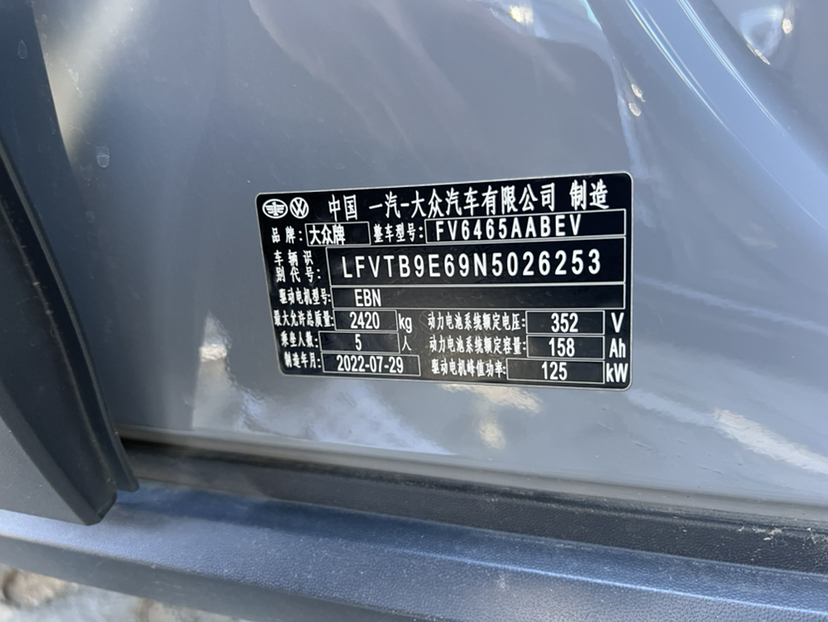 中国 一汽-大众汽车有限公司 制造
品牌: 大众牌 整车型号: FV6465AABEV
车辆识别代号: LFVTB9E69N5026253
驱动电机型号: EBN
最大允许总质量: 2420 kg 动力电池系统额定电压: 352 V
乘坐人数: 5 人 动力电池系统额定容量: 158 Ah
制造年月: 2022-07-29 驱动电机峰值功率: 125 kW